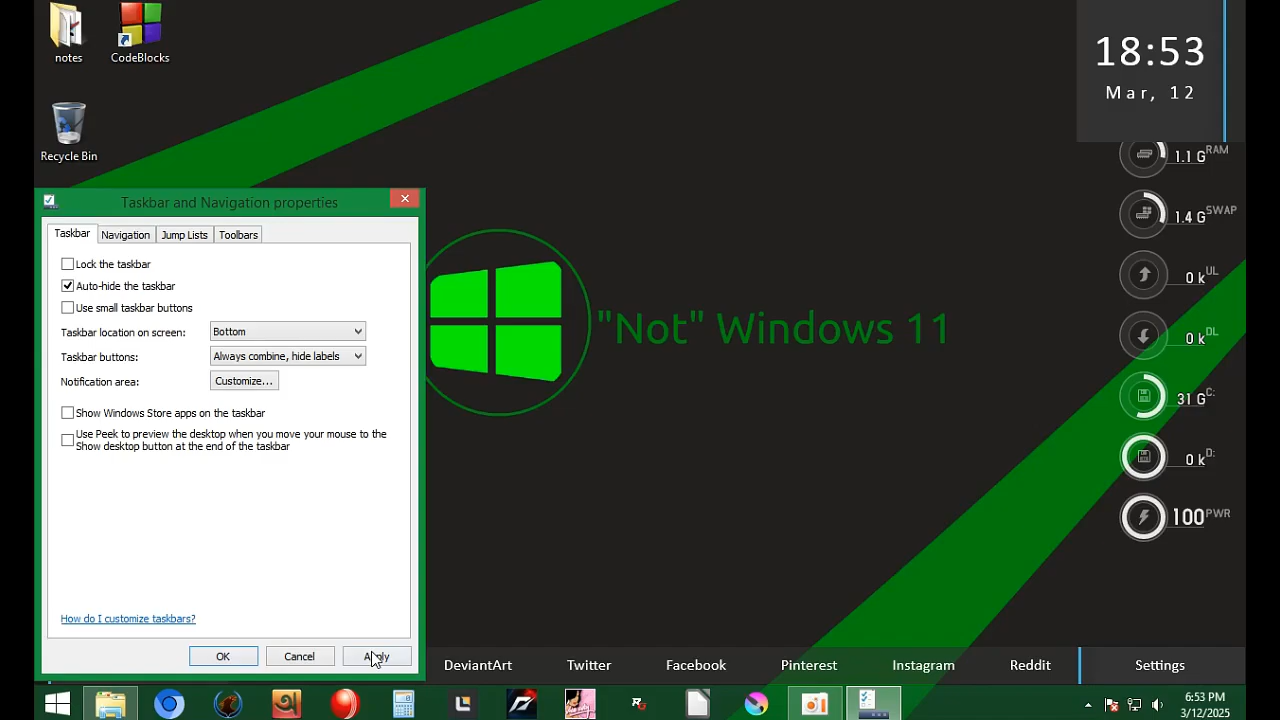 notes
CodeBlocks
Recycle Bin
18:53
Mar, 12
1.1 G RAM
1.4 G SWAP
0 k UL
0 k DL
31 G C:
0 k D:
100 PWR
Taskbar and Navigation properties
Taskbar
Navigation
Jump Lists
Toolbars
Lock the taskbar
Auto-hide the taskbar
Use small taskbar buttons
Taskbar location on screen:
Bottom
Taskbar buttons:
Always combine, hide labels
Notification area:
Customize...
Show Windows Store apps on the taskbar
Use Peek to preview the desktop when you move your mouse to the
Show desktop button at the end of the taskbar
How do I customize taskbars?
OK
Cancel
Apply
"Not" Windows 11
DeviantArt
Twitter
Facebook
Pinterest
Instagram
Reddit
Settings
6:53 PM
3/12/2025